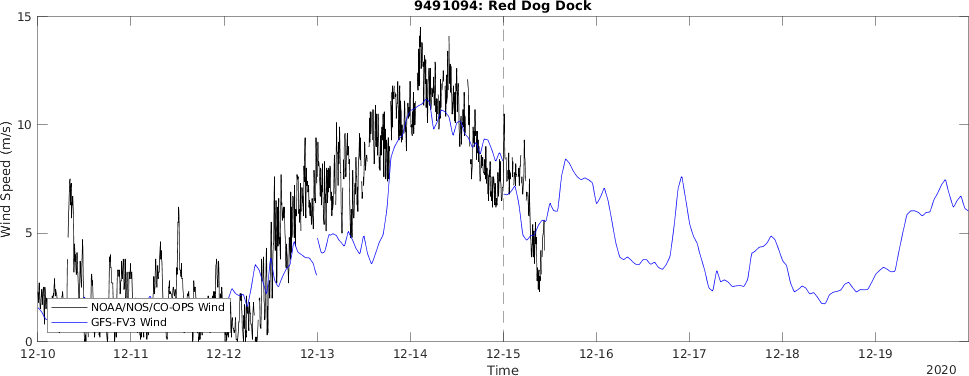 9491094: Red Dog Dock
Wind Speed (m/s)
15
10
5
0
NOAA/NOS/CO-OPS Wind
GFS-FV3 Wind
12-10 12-11 12-12 12-13 12-14 12-15 12-16 12-17 12-18 12-19
Time
2020